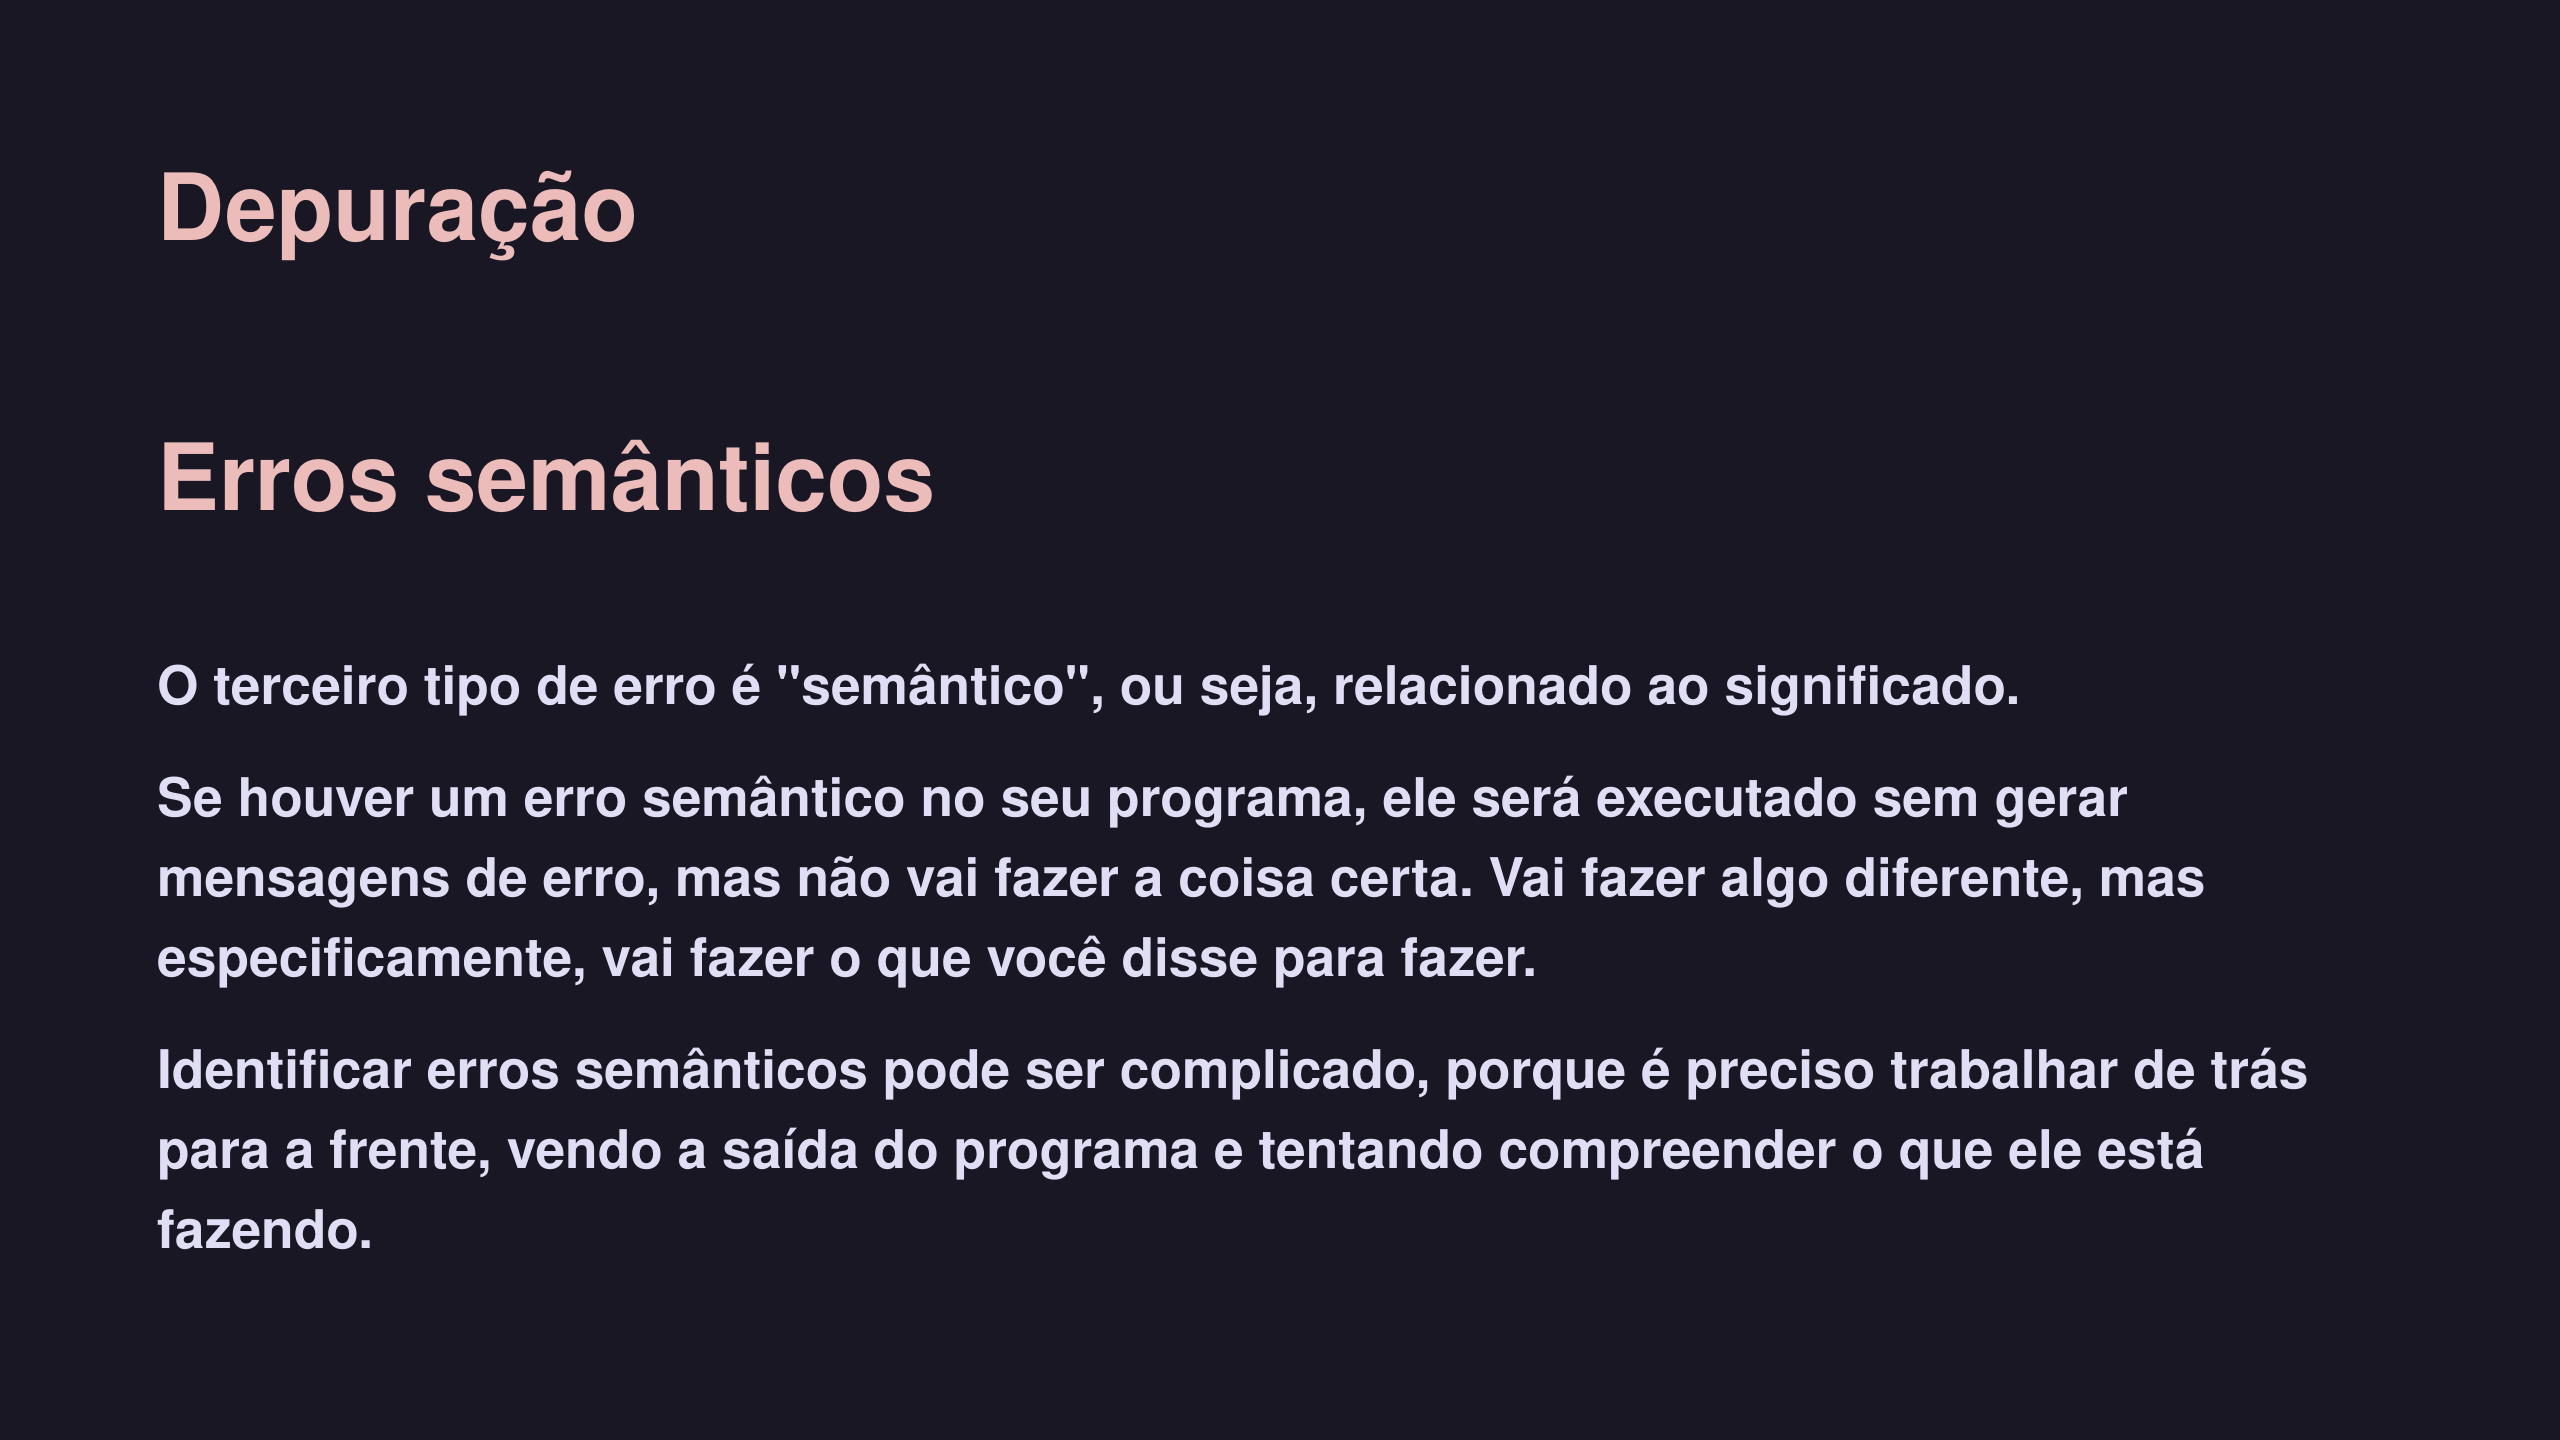 Depuração
Erros semânticos
O terceiro tipo de erro é "semântico", ou seja, relacionado ao significado.
Se houver um erro semântico no seu programa, ele será executado sem gerar
mensagens de erro, mas não vai fazer a coisa certa. Vai fazer algo diferente, mas
especificamente, vai fazer o que você disse para fazer.
Identificar erros semânticos pode ser complicado, porque é preciso trabalhar de trás
para a frente, vendo a saída do programa e tentando compreender o que ele está
fazendo.